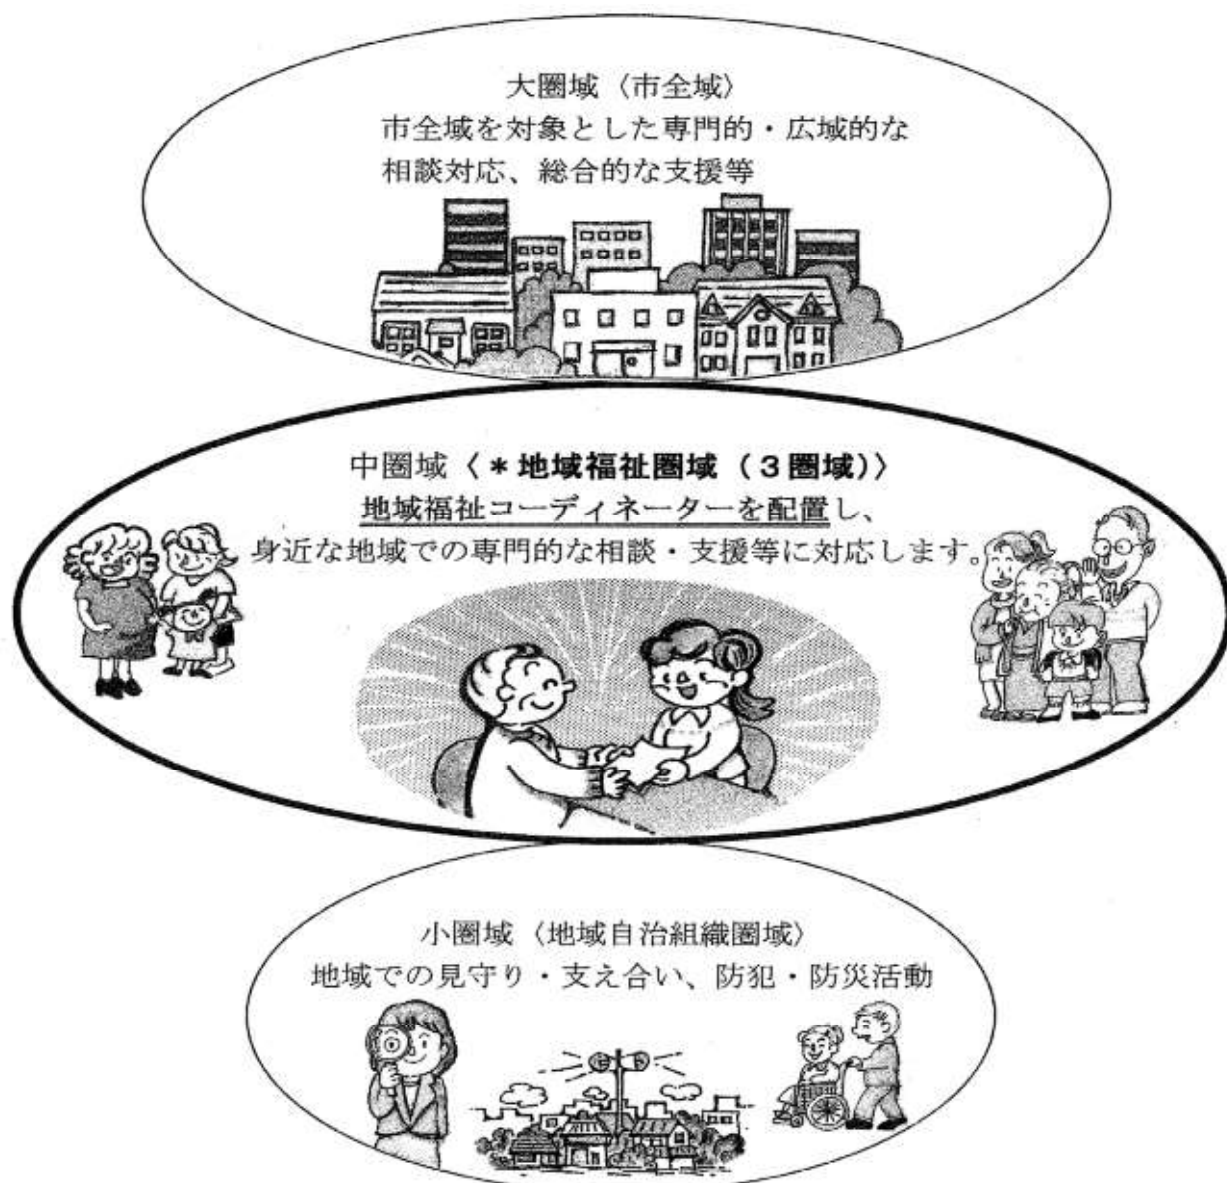 大圏域〈市全域〉
市全域を対象とした専門的・広域的な
相談対応、総合的な支援等
中圏域〈＊地域福祉圏域（３圏域）〉
地域福祉コーディネーターを配置し、
身近な地域での専門的な相談・支援等に対応します。
小圏域〈地域自治組織圏域〉
地域での見守り・支え合い、防犯・防災活動